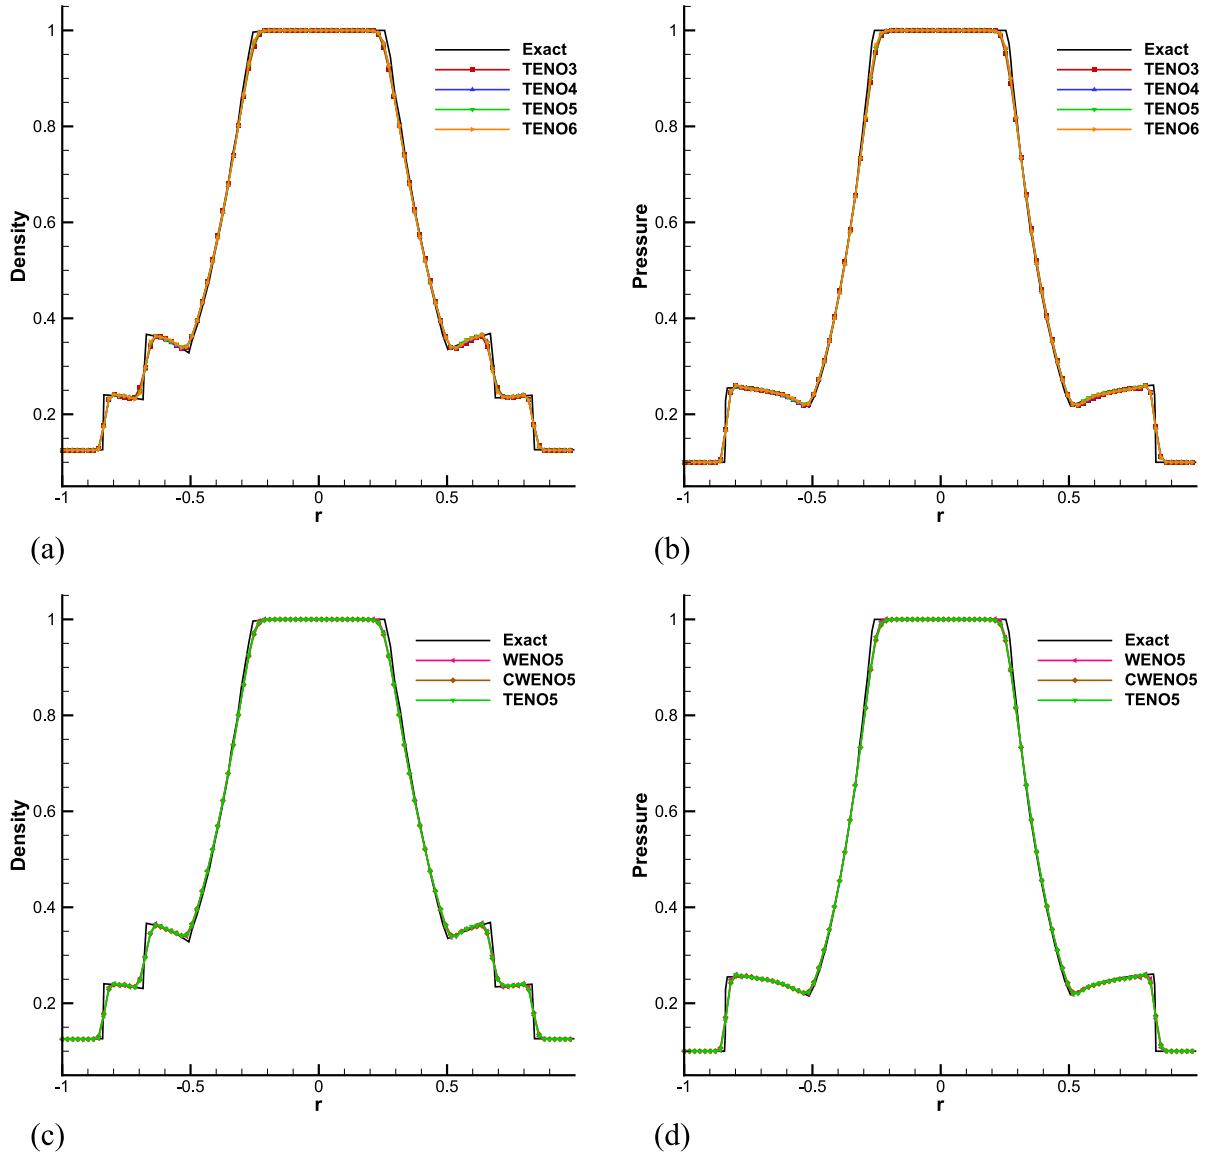 1
0.8
0.6
0.4
0.2
Density
-1
-0.5
0
0.5
r
Exact
TENO3
TENO4
TENO5
TENO6
(a)
1
0.8
0.6
0.4
0.2
Pressure
-1
-0.5
0
0.5
r
Exact
TENO3
TENO4
TENO5
TENO6
(b)
1
0.8
0.6
0.4
0.2
Density
-1
-0.5
0
0.5
r
Exact
WENO5
CWENO5
TENO5
(c)
1
0.8
0.6
0.4
0.2
Pressure
-1
-0.5
0
0.5
r
Exact
WENO5
CWENO5
TENO5
(d)